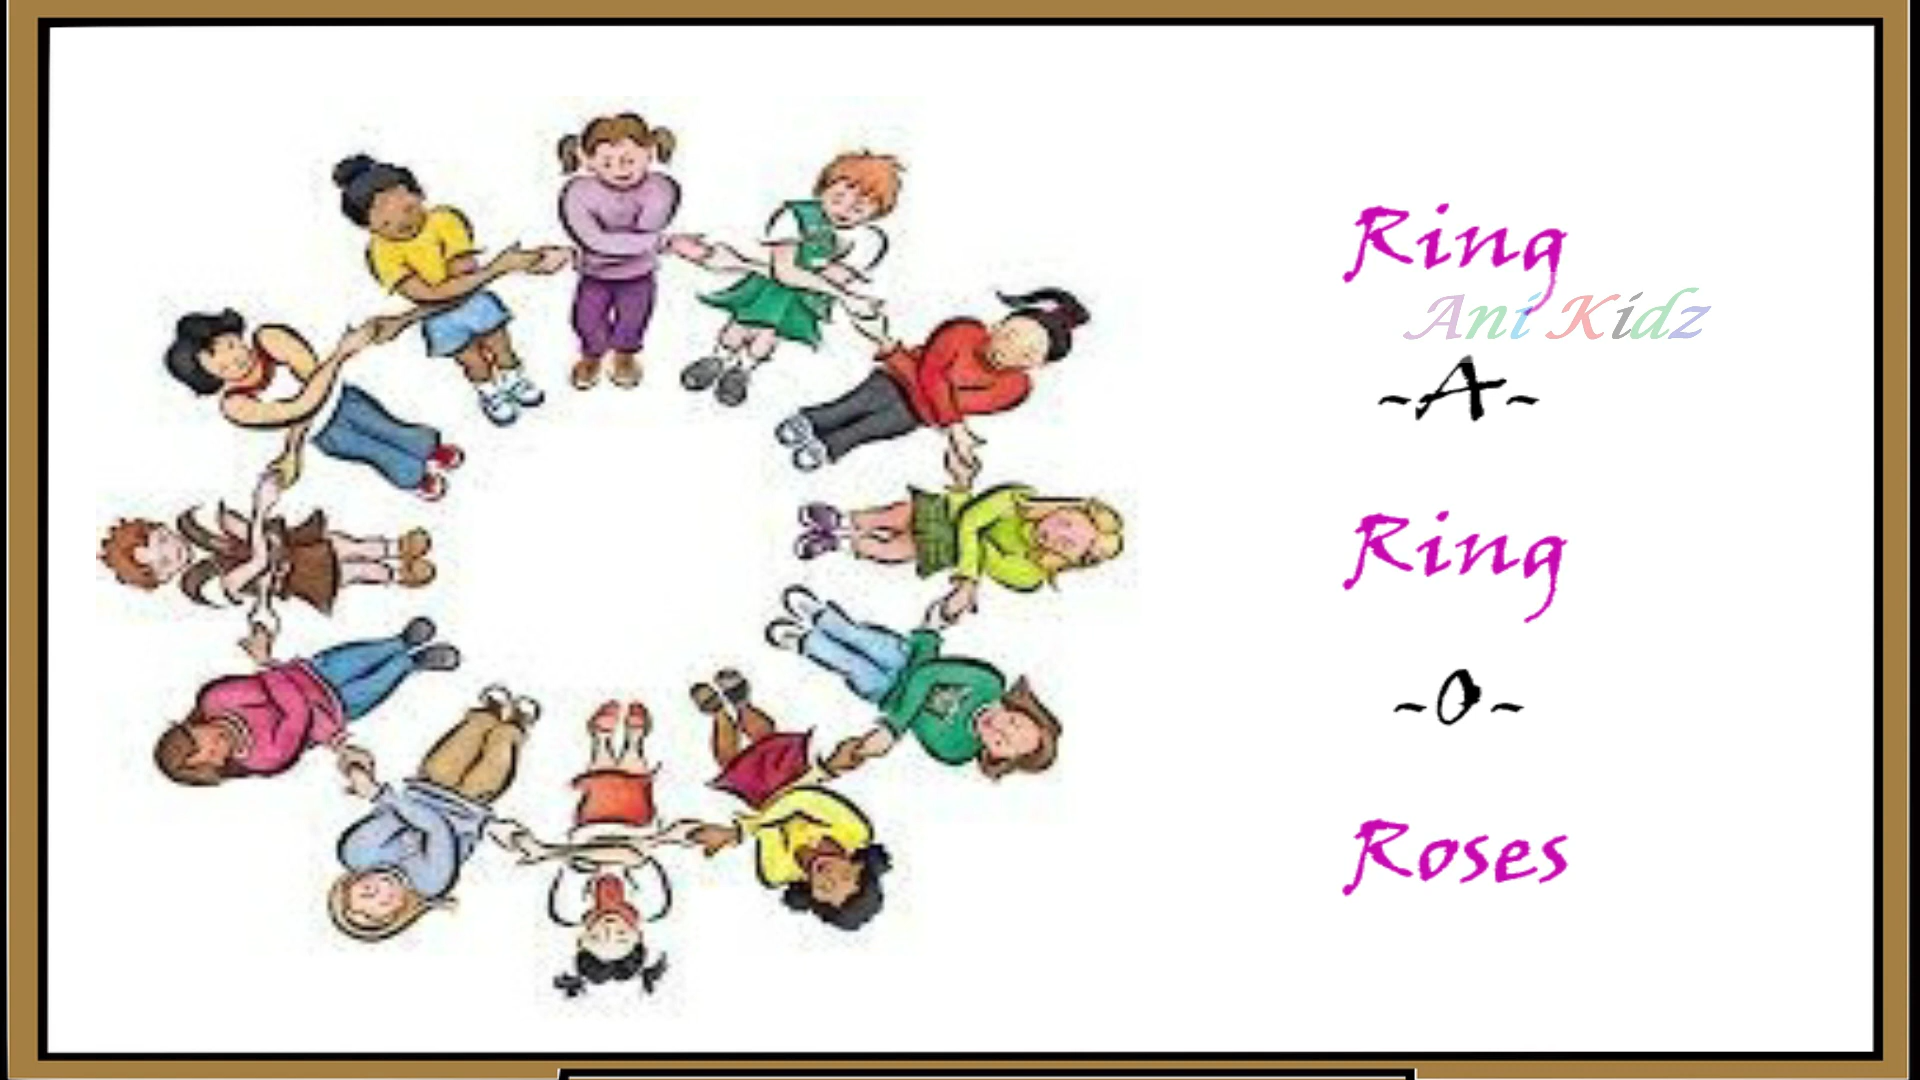 Ring
Ani Kidz
-A-
Ring
-O-
Roses